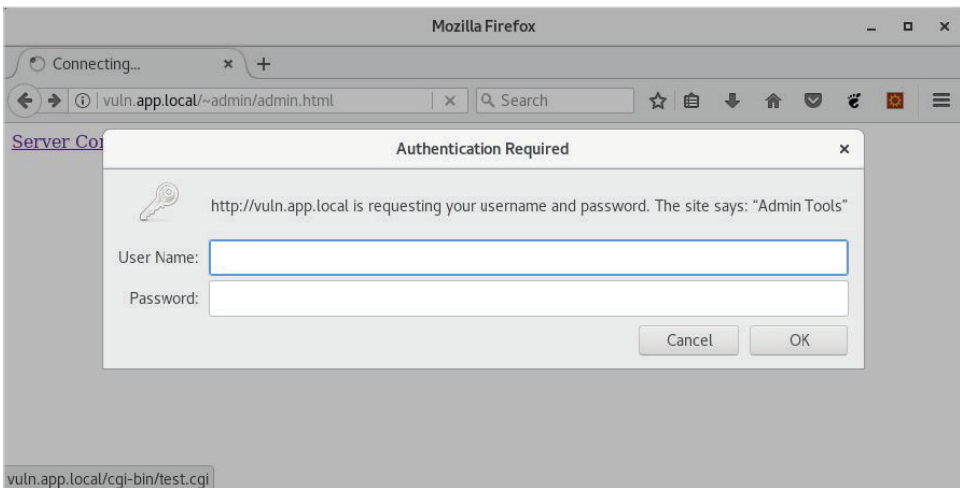 Mozilla Firefox
Connecting...
vuln.app.local/~admin/admin.html
Search
Server
Authentication Required
http://vuln.app.local is requesting your username and password. The site says: “Admin Tools”
User Name:
Password:
Cancel
OK
vuln.app.local/cgi-bin/test.cgi